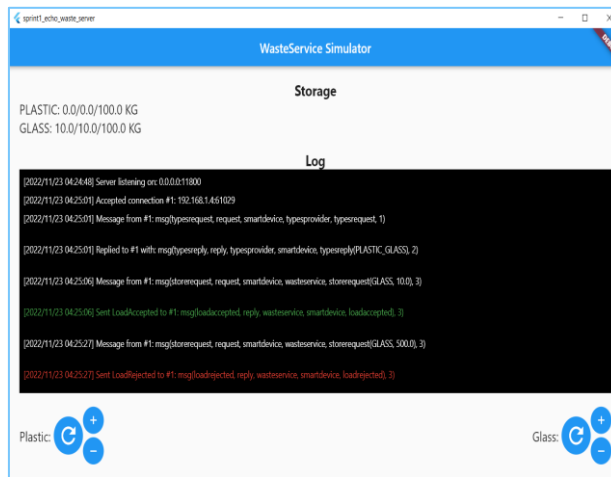 sprint1_echo_waste_server
WasteService Simulator
Storage
PLASTIC: 0.0/0.0/100.0 KG
GLASS: 10.0/10.0/100.0 KG
Log
[2022/11/23 04:24:48] Server listening on: 0.0.0.0:11800
[2022/11/23 04:25:01] Accepted connection #1: 192.168.1.4:61029
[2022/11/23 04:25:01] Message from #1: msg(typesrequest, request, smartdevice, typesprovider, typesrequest, 1)
[2022/11/23 04:25:01] Replied to #1 with: msg(typesreply, reply, typesprovider, smartdevice, typesreply(PLASTIC_GLASS), 2)
[2022/11/23 04:25:06] Message from #1: msg(storerequest, request, smartdevice, wasteservice, storerequest(GLASS, 10.0), 3)
[2022/11/23 04:25:06] Sent LoadAccepted to #1: msg(loadaccepted, reply, wasteservice, smartdevice, loadaccepted), 3)
[2022/11/23 04:25:27] Message from #1: msg(storerequest, request, smartdevice, wasteservice, storerequest(GLASS, 500.0), 3)
[2022/11/23 04:25:27] Sent LoadRejected to #1: msg(loadrejected, reply, wasteservice, smartdevice, loadrejected), 3)
Plastic: + −
Glass: + −